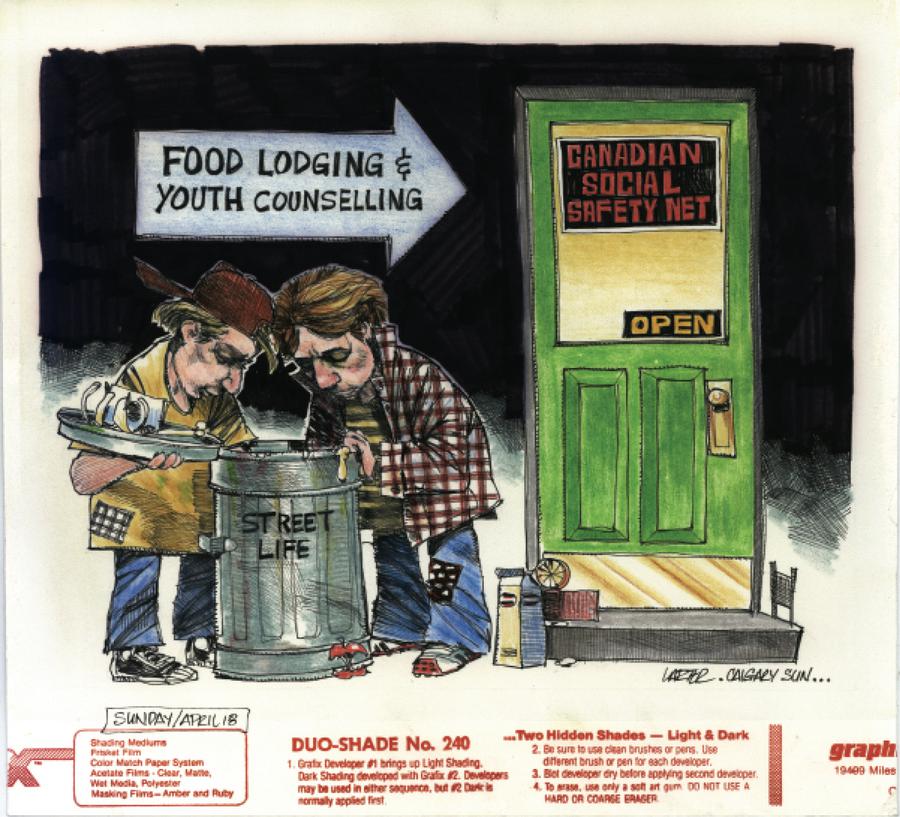 FOOD LODGING &
YOUTH COUNSELLING
CANADIAN
SOCIAL
SAFETY NET
OPEN
STREET
LIFE
LARTER. CALGARY SUN...
SUNDAY/APRIL 18
X™
Shading Mediums
Frisket Film
Color Match Paper System
Acetate Films - Clear, Matte,
Wet Media, Polyester
Masking Films—Amber and Ruby
DUO-SHADE No. 240
1. Grafix Developer #1 brings up Light Shading.
Dark Shading developed with Grafix #2. Developers
may be used in either sequence, but #2 Dark is
normally applied first.
...Two Hidden Shades — Light & Dark
2. Be sure to use clean brushes or pens. Use
different brush or pen for each developer.
3. Blot developer dry before applying second developer.
4. To erase, use only a soft art gum. DO NOT USE A
HARD OR COARSE ERASER.
graph
19499 Miles